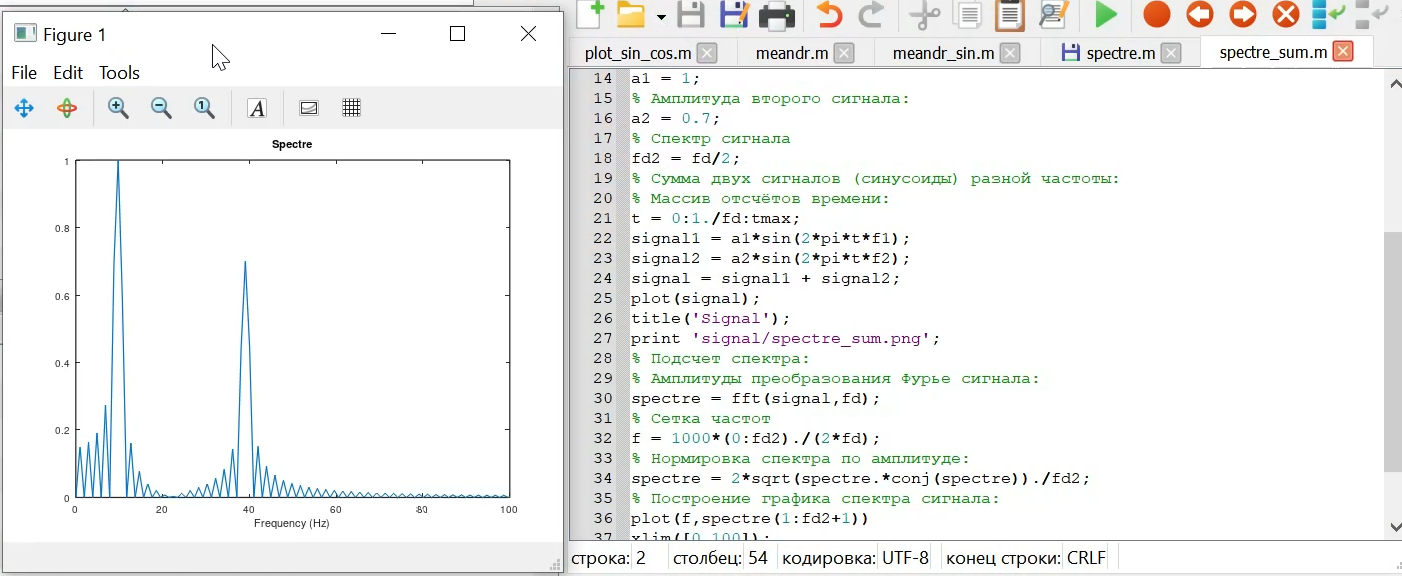 Figure 1
File Edit Tools
A
Spectre
1
0.8
0.6
0.4
0.2
0
0 20 40 60 80 100
Frequency (Hz)
plot_sin_cos.m meandr.m meandr_sin.m spectre.m spectre_sum.m
14 a1 = 1;
15 % Амплитуда второго сигнала:
16 a2 = 0.7;
17 % Спектр сигнала
18 fd2 = fd/2;
19 % Сумма двух сигналов (синусоиды) разной частоты:
20 % Массив отсчётов времени:
21 t = 0:1./fd:tmax;
22 signal1 = a1*sin(2*pi*t*f1);
23 signal2 = a2*sin(2*pi*t*f2);
24 signal = signal1 + signal2;
25 plot(signal);
26 title('Signal');
27 print 'signal/spectre_sum.png';
28 % Подсчет спектра:
29 % Амплитуды преобразования Фурье сигнала:
30 spectre = fft(signal,fd);
31 % Сетка частот
32 f = 1000*(0:fd2)./(2*fd);
33 % Нормировка спектра по амплитуде:
34 spectre = 2*sqrt(spectre.*conj(spectre))./fd2;
35 % Построение графика спектра сигнала:
36 plot(f,spectre(1:fd2+1))
37 xlim([0 100]);
строка: 2 столбец: 54 кодировка: UTF-8 конец строки: CRLF